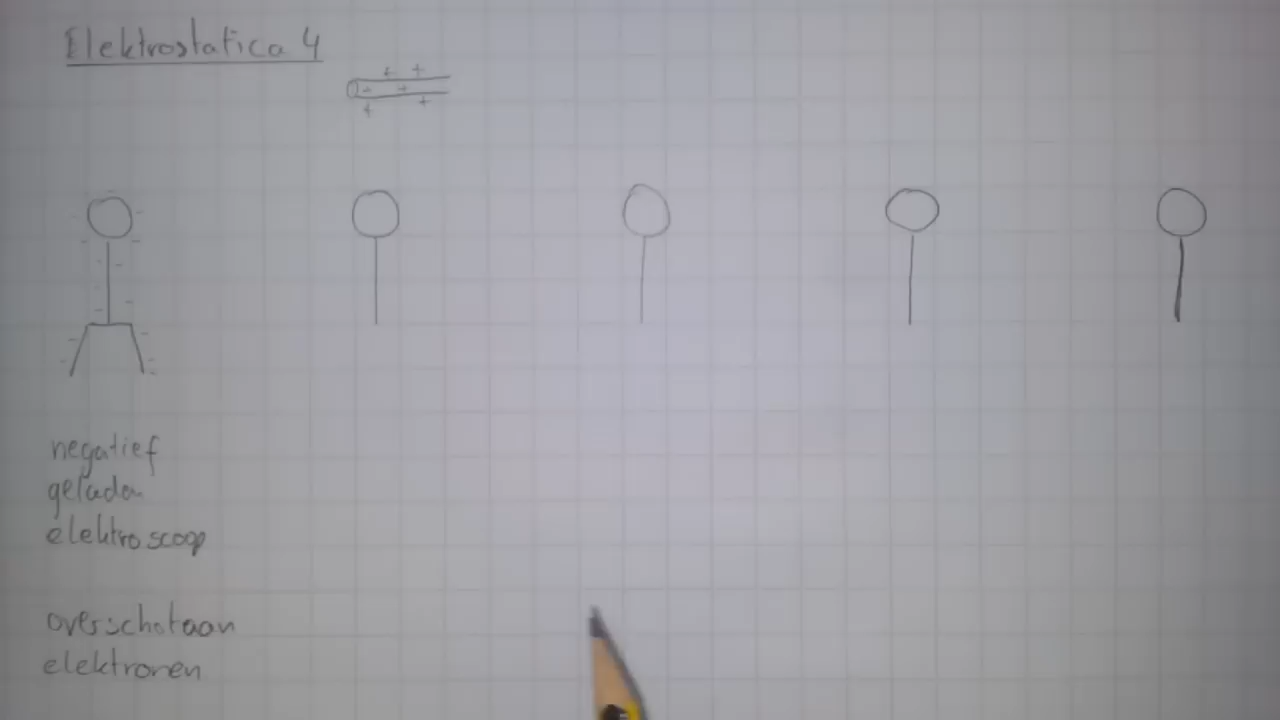 Elektrostatica 4
+ +
+ +
+ +
negatief
geladen
elektroscoop
overschot aan
elektronen